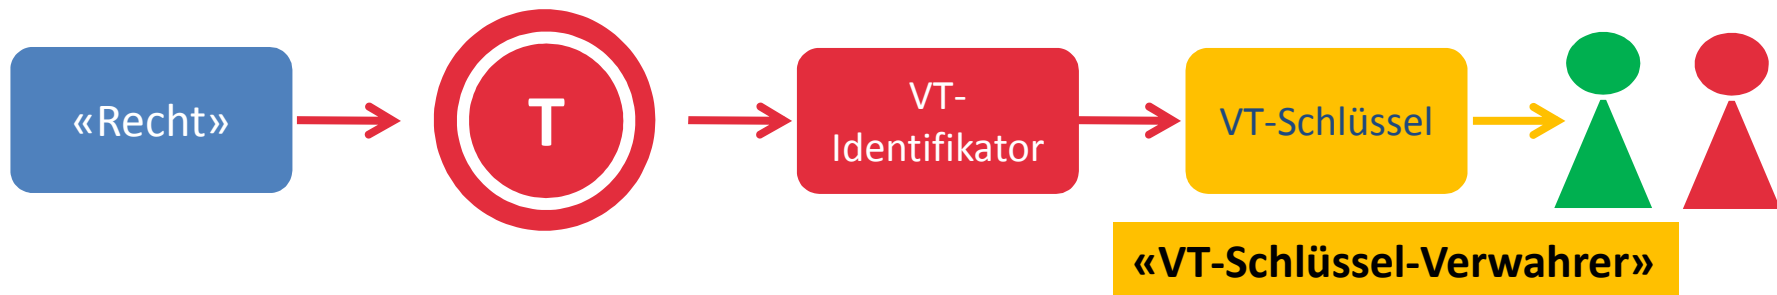 «Recht»
T
VT-
Identifikator
VT-Schlüssel
«VT-Schlüssel-Verwahrer»